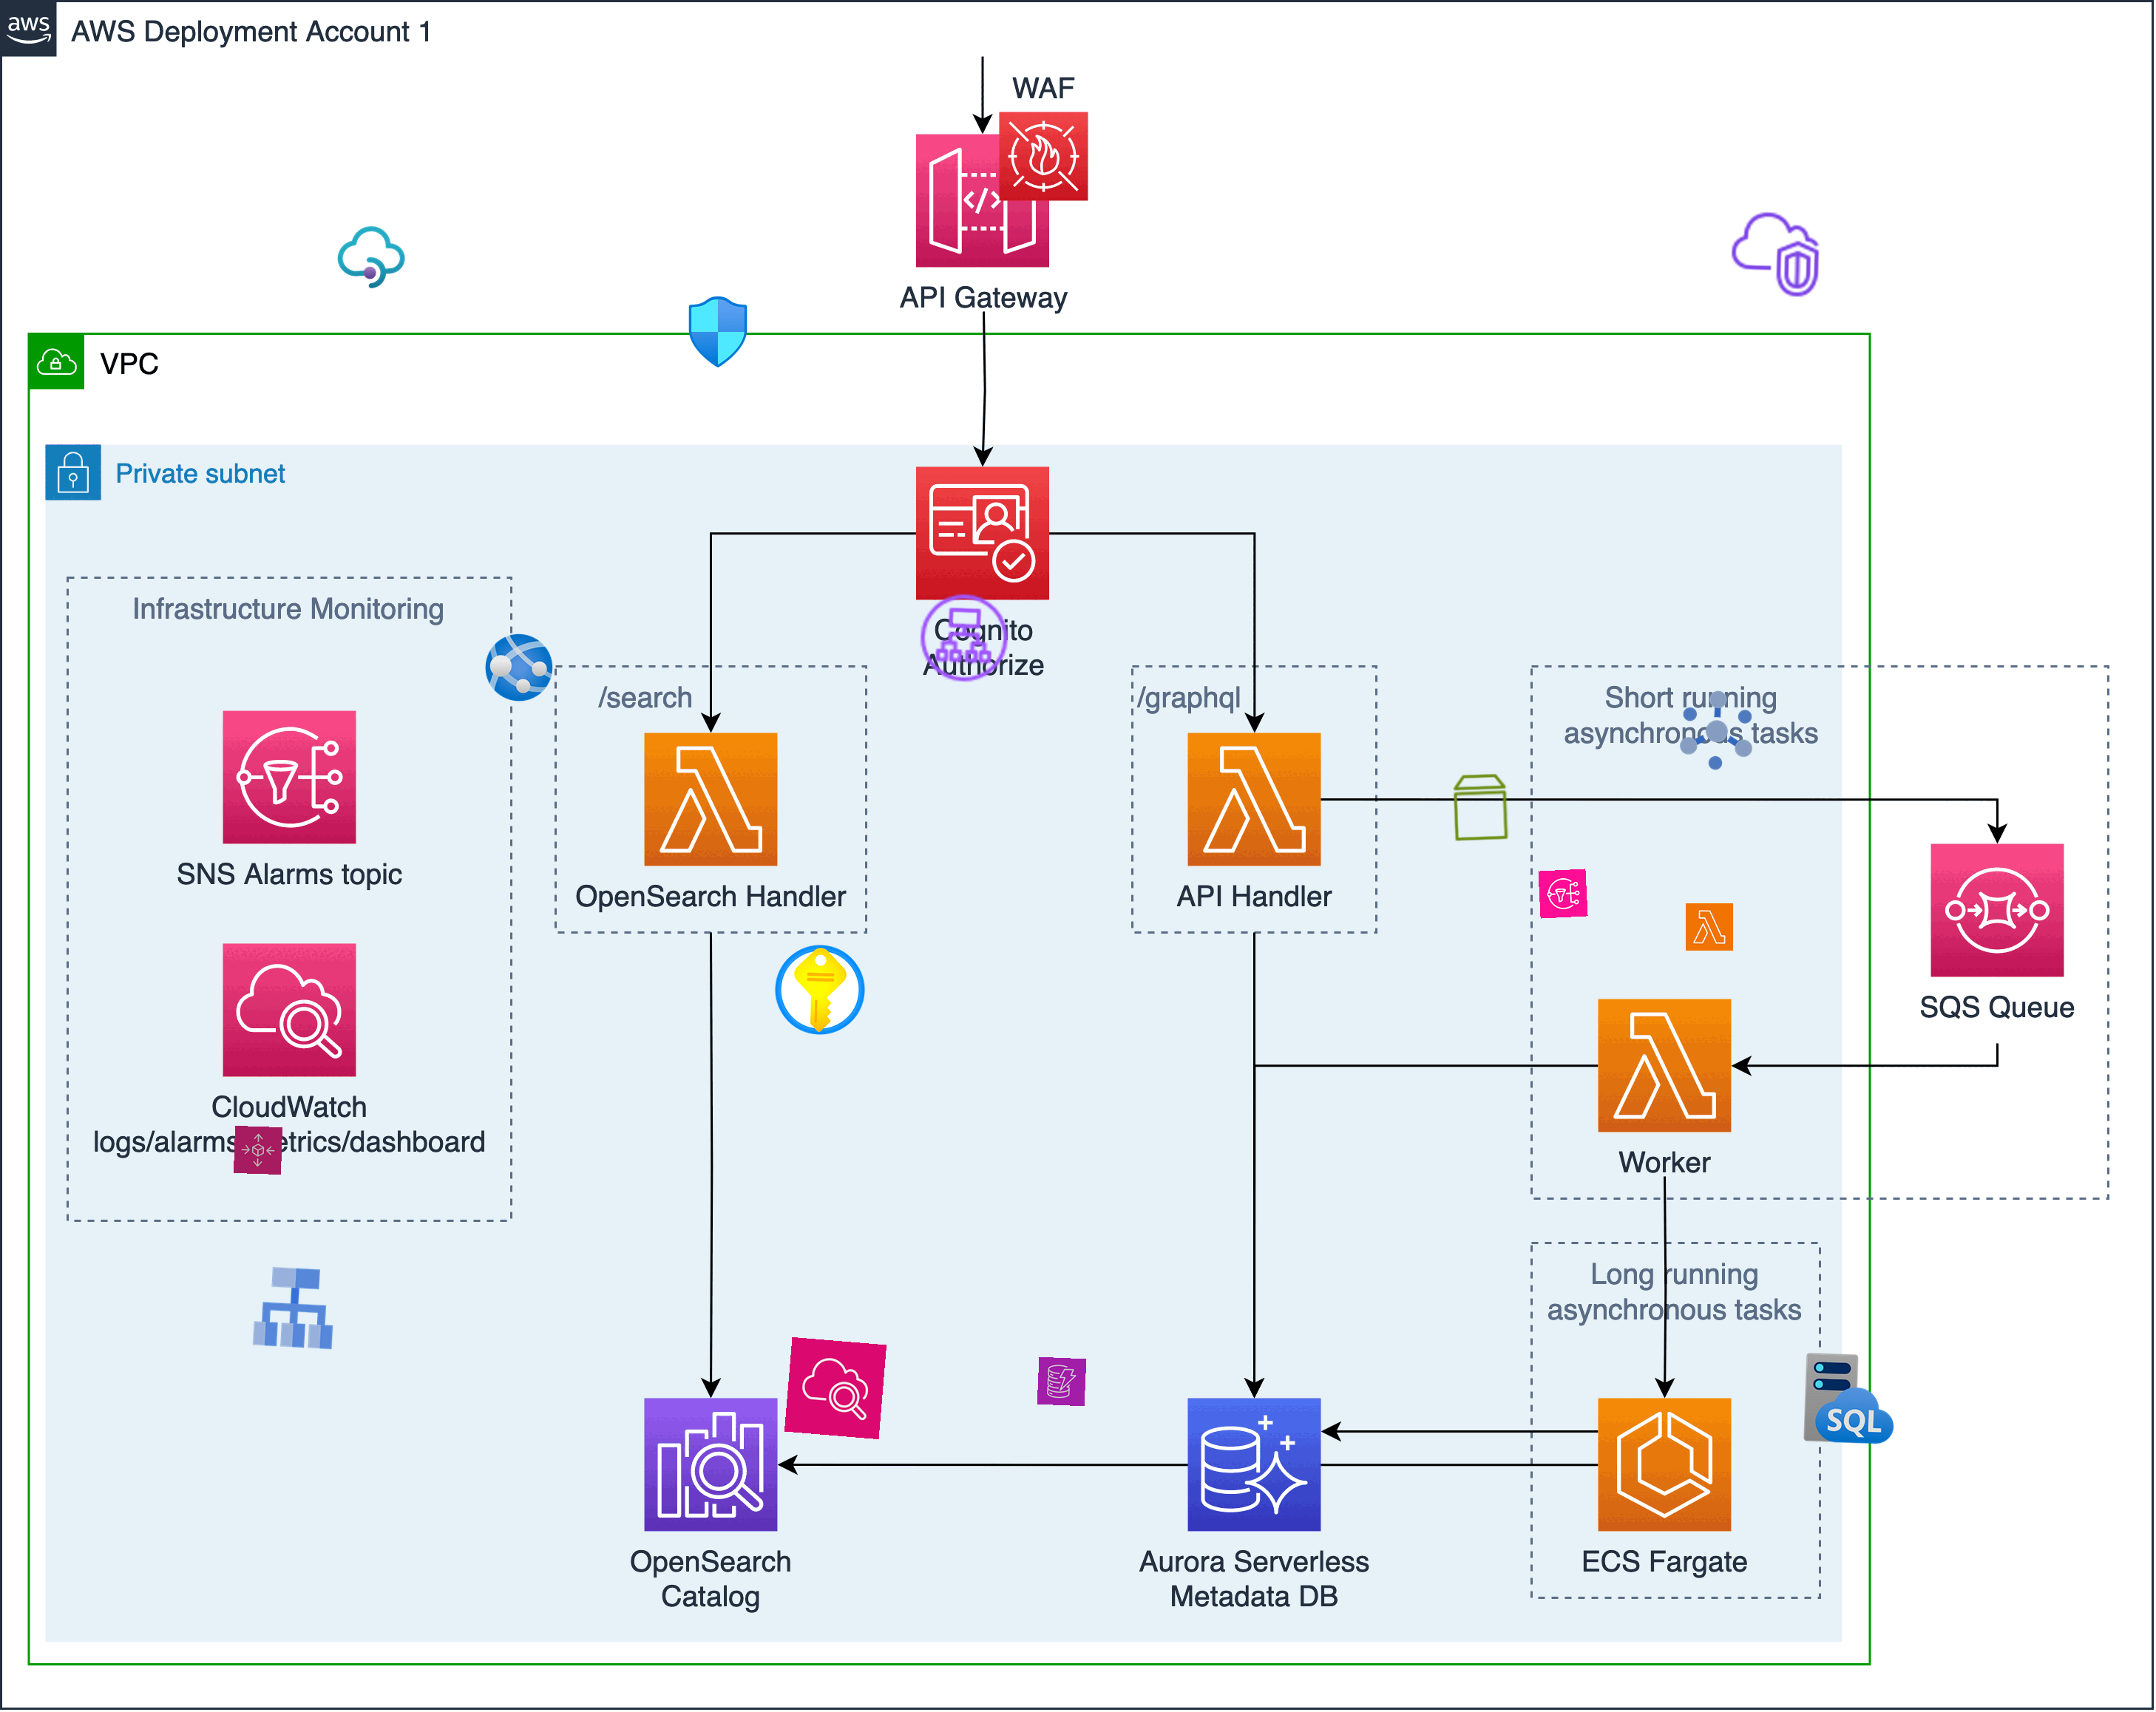 aws
AWS Deployment Account 1
WAF
API Gateway
VPC
Private subnet
Cognito
Authorize
Infrastructure Monitoring
/search
/graphql
Short running
asynchronous tasks
SNS Alarms topic
OpenSearch Handler
API Handler
SQS Queue
CloudWatch
logs/alarms/metrics/dashboard
Worker
Long running
asynchronous tasks
SQL
OpenSearch
Catalog
Aurora Serverless
Metadata DB
ECS Fargate